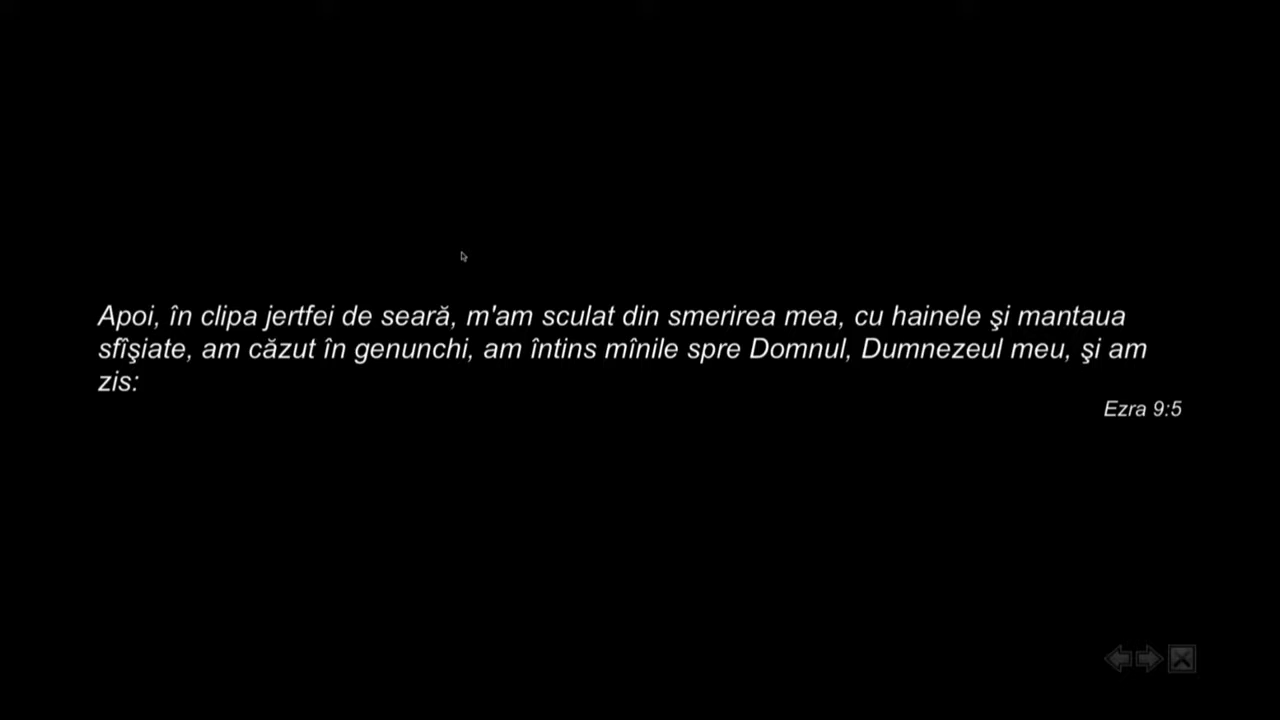 Apoi, în clipa jertfei de seară, m'am sculat din smerirea mea, cu hainele şi mantaua
sfîşiate, am căzut în genunchi, am întins mînile spre Domnul, Dumnezeul meu, şi am
zis:
Ezra 9:5